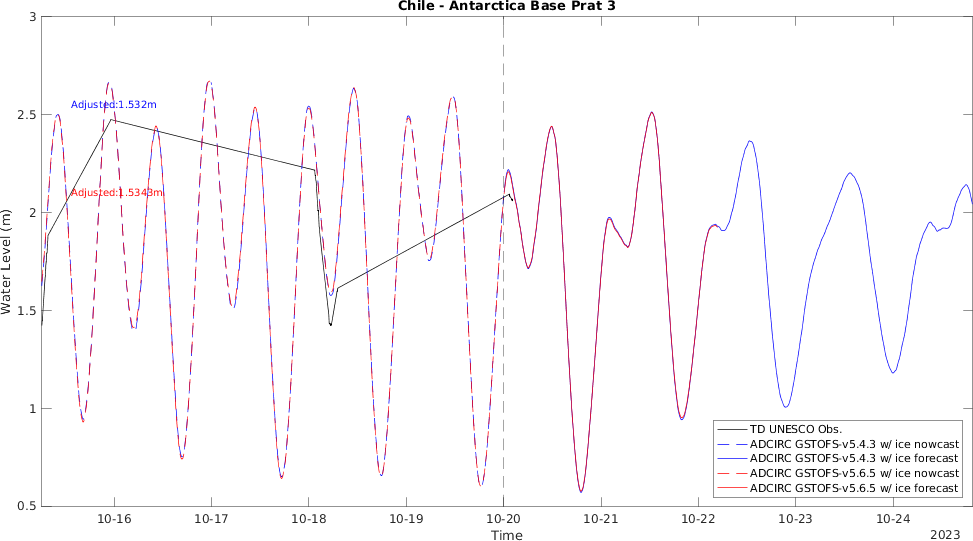 Chile - Antarctica Base Prat 3
3
2.5
2
1.5
1
0.5
Water Level (m)
Adjusted:1.532m
Adjusted:1.5343m
TD UNESCO Obs.
ADCIRC GSTOFS-v5.4.3 w/ ice nowcast
ADCIRC GSTOFS-v5.4.3 w/ ice forecast
ADCIRC GSTOFS-v5.6.5 w/ ice nowcast
ADCIRC GSTOFS-v5.6.5 w/ ice forecast
10-16 10-17 10-18 10-19 10-20 10-21 10-22 10-23 10-24
Time
2023